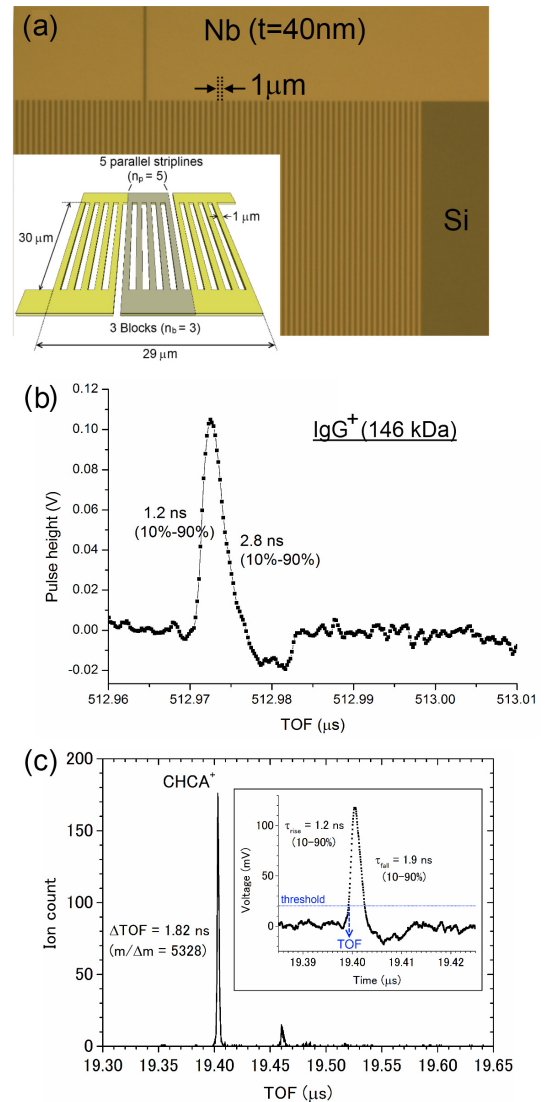 (a)
Nb (t=40nm)
1μm
Si
5 parallel striplines
(nₚ = 5)
30 μm
1 μm
3 Blocks (n_b = 3)
29 μm
(b)
IgG⁺ (146 kDa)
1.2 ns
(10%-90%)
2.8 ns
(10%-90%)
Pulse height (V)
0.12
0.10
0.08
0.06
0.04
0.02
0.00
-0.02
512.96 512.97 512.98 512.99 513.00 513.01
TOF (μs)
(c)
CHCA⁺
ΔTOF = 1.82 ns
(m/Δm = 5328)
Ion count
200
150
100
50
0
19.30 19.35 19.40 19.45 19.50 19.55 19.60 19.65
TOF (μs)
τ_rise = 1.2 ns
(10-90%)
τ_fall = 1.9 ns
(10-90%)
threshold
TOF
Voltage (mV)
100
50
0
19.39 19.40 19.41 19.42
Time (μs)